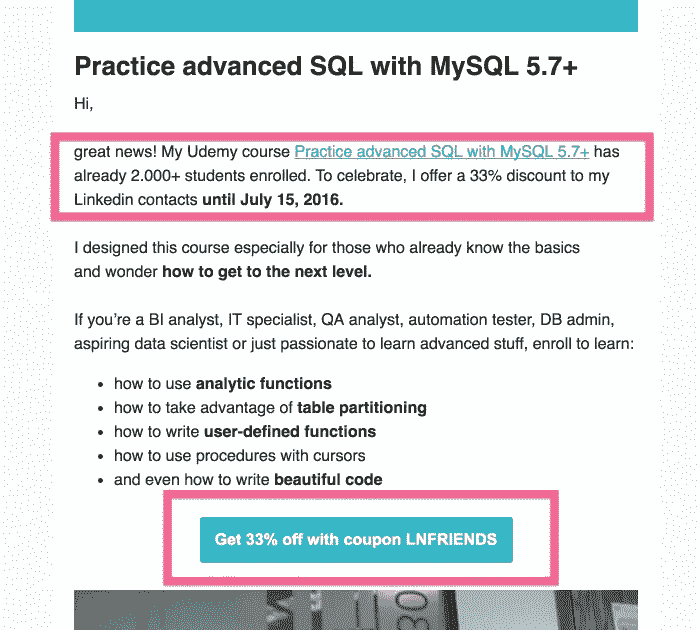 Practice advanced SQL with MySQL 5.7+
Hi,
great news! My Udemy course Practice advanced SQL with MySQL 5.7+ has
already 2.000+ students enrolled. To celebrate, I offer a 33% discount to my
Linkedin contacts until July 15, 2016.
I designed this course especially for those who already know the basics
and wonder how to get to the next level.
If you’re a BI analyst, IT specialist, QA analyst, automation tester, DB admin,
aspiring data scientist or just passionate to learn advanced stuff, enroll to learn:
• how to use analytic functions
• how to take advantage of table partitioning
• how to write user-defined functions
• how to use procedures with cursors
• and even how to write beautiful code
Get 33% off with coupon LNFRIENDS